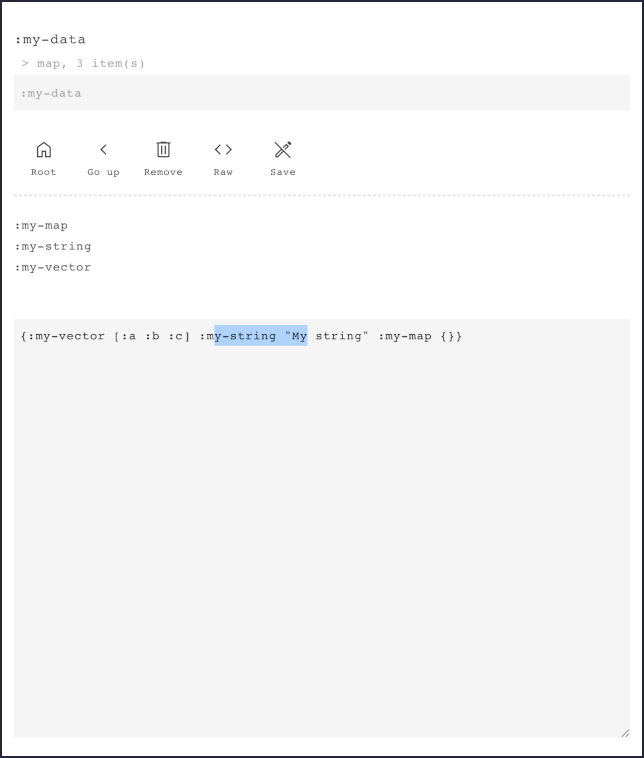 :my-data
> map, 3 item(s)
:my-data
Root Go up Remove Raw Save
:my-map
:my-string
:my-vector
{:my-vector [:a :b :c] :my-string "My string" :my-map {}}